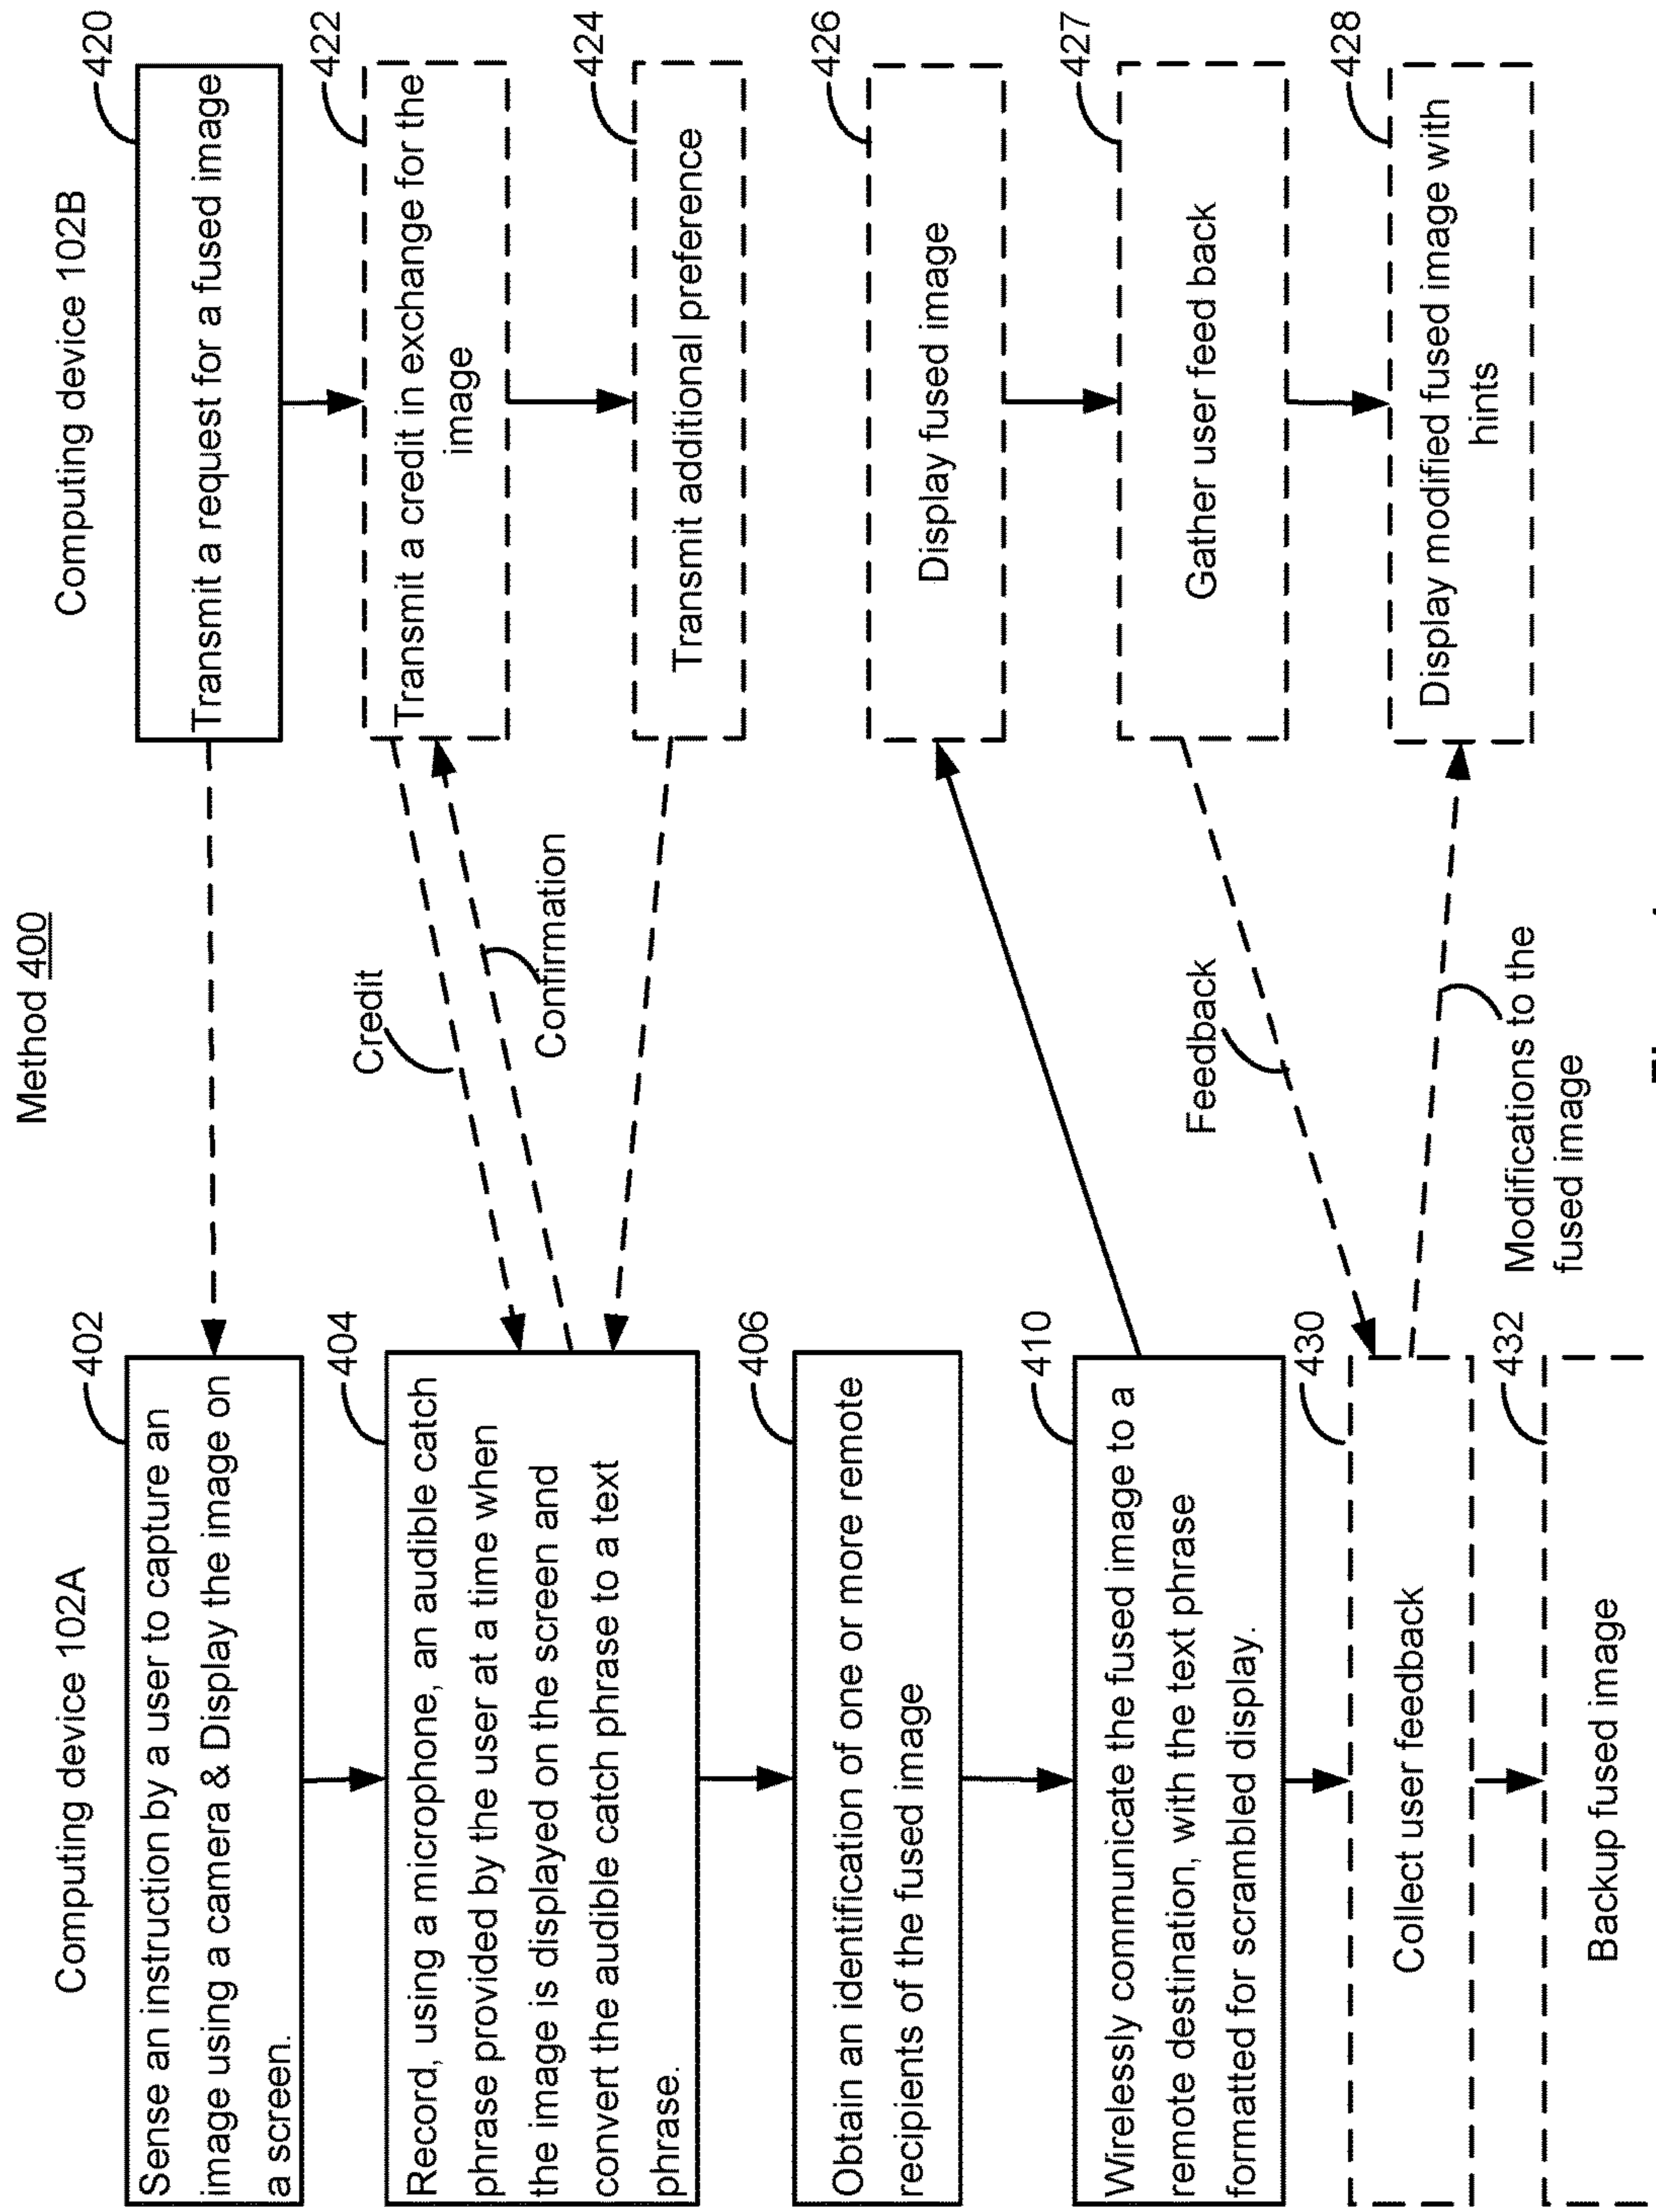 Method 400
Computing device 102A
402
Sense an instruction by a user to capture an
image using a camera & Display the image on
a screen.
404
Record, using a microphone, an audible catch
phrase provided by the user at a time when
the image is displayed on the screen and
convert the audible catch phrase to a text
phrase.
406
Obtain an identification of one or more remote
recipients of the fused image
410
Wirelessly communicate the fused image to a
remote destination, with the text phrase
formatted for scrambled display.
430
Collect user feedback
432
Backup fused image
Credit
Confirmation
Feedback
Modifications to the
fused image
Computing device 102B
420
Transmit a request for a fused image
422
Transmit a credit in exchange for the
image
424
Transmit additional preference
426
Display fused image
427
Gather user feed back
428
Display modified fused image with
hints